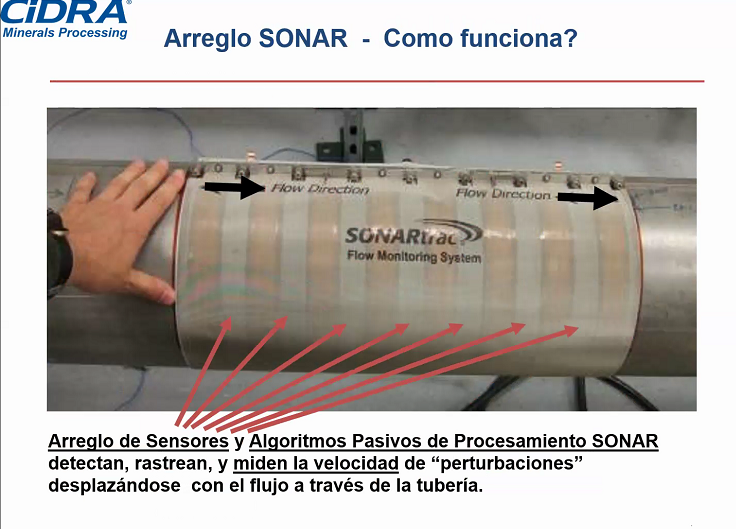 CiDRA®
Minerals Processing
Arreglo SONAR - Como funciona?
Flow Direction
Flow Direction
SONARtrac
Flow Monitoring System
Arreglo de Sensores y Algoritmos Pasivos de Procesamiento SONAR
detectan, rastrean, y miden la velocidad de “perturbaciones”
desplazándose con el flujo a través de la tubería.